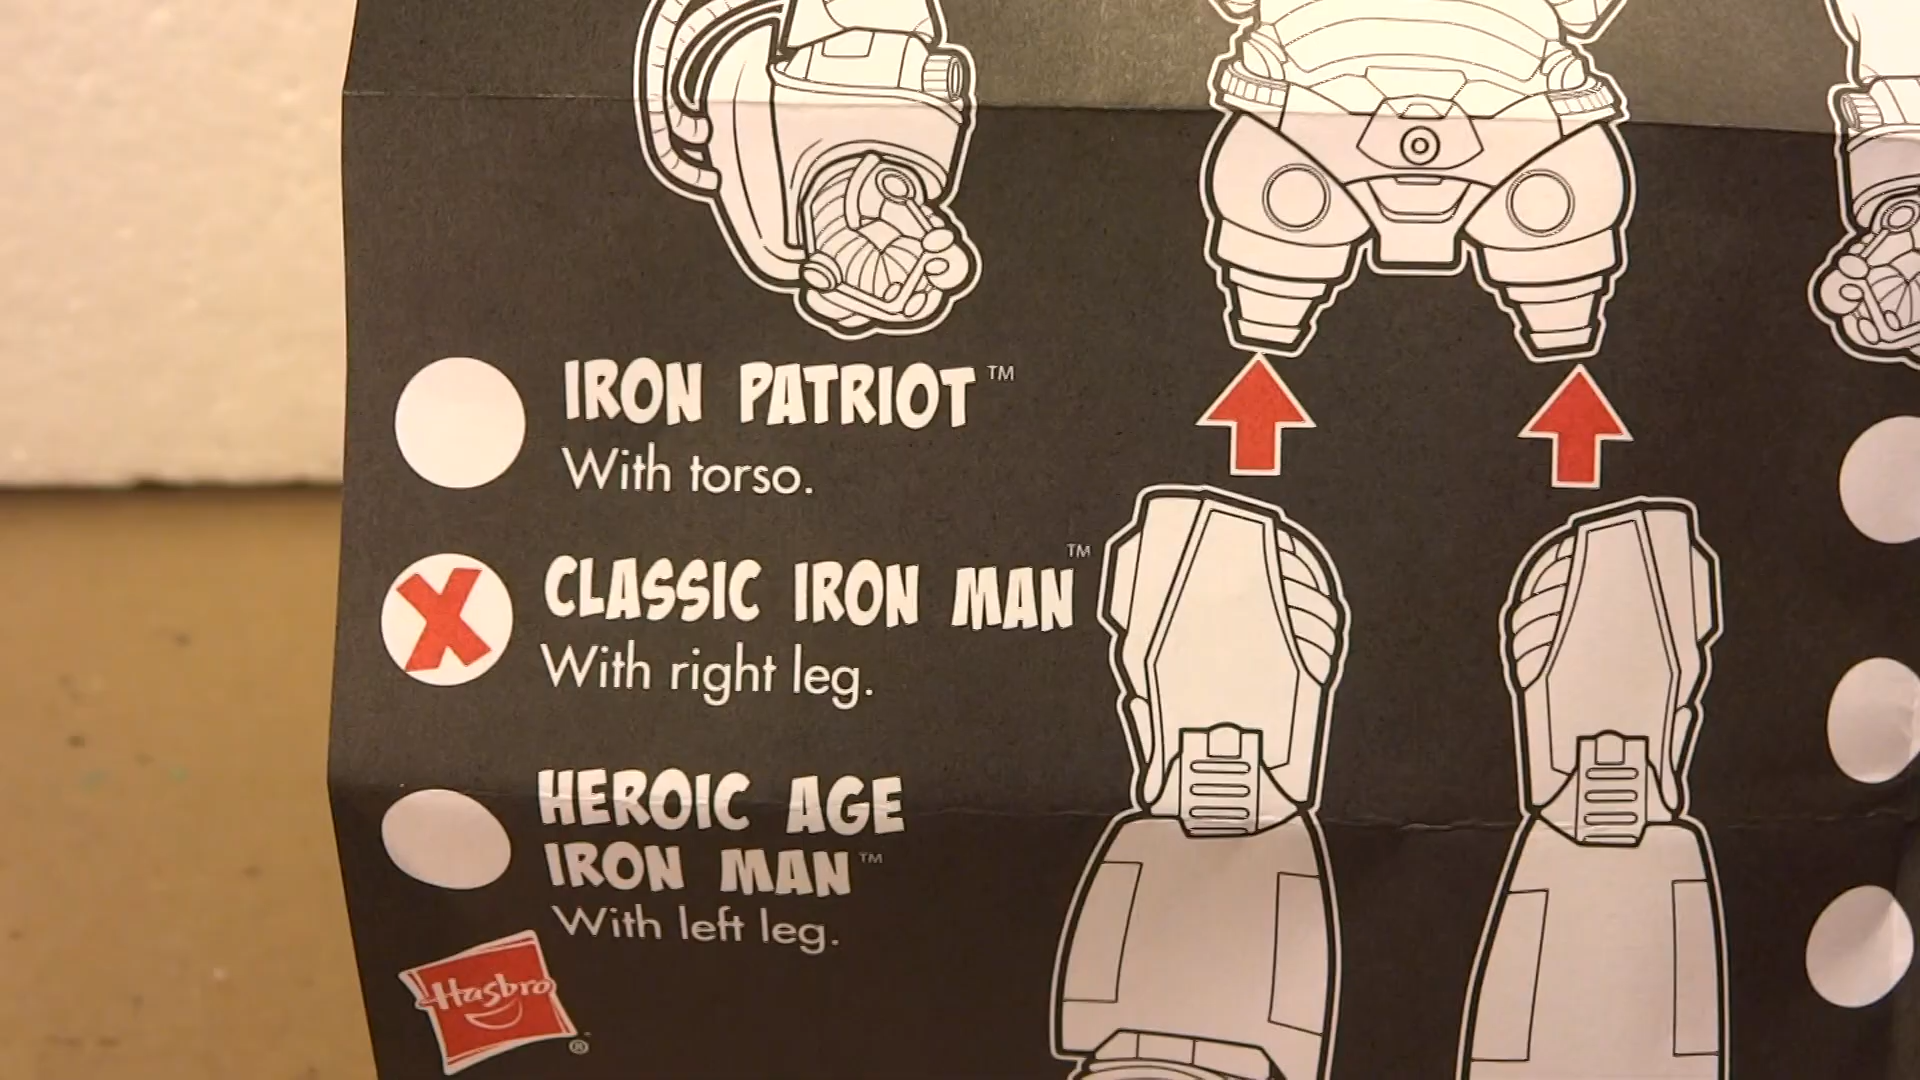 IRON PATRIOT™
With torso.
CLASSIC IRON MAN™
With right leg.
HEROIC AGE
IRON MAN™
With left leg.
Hasbro®